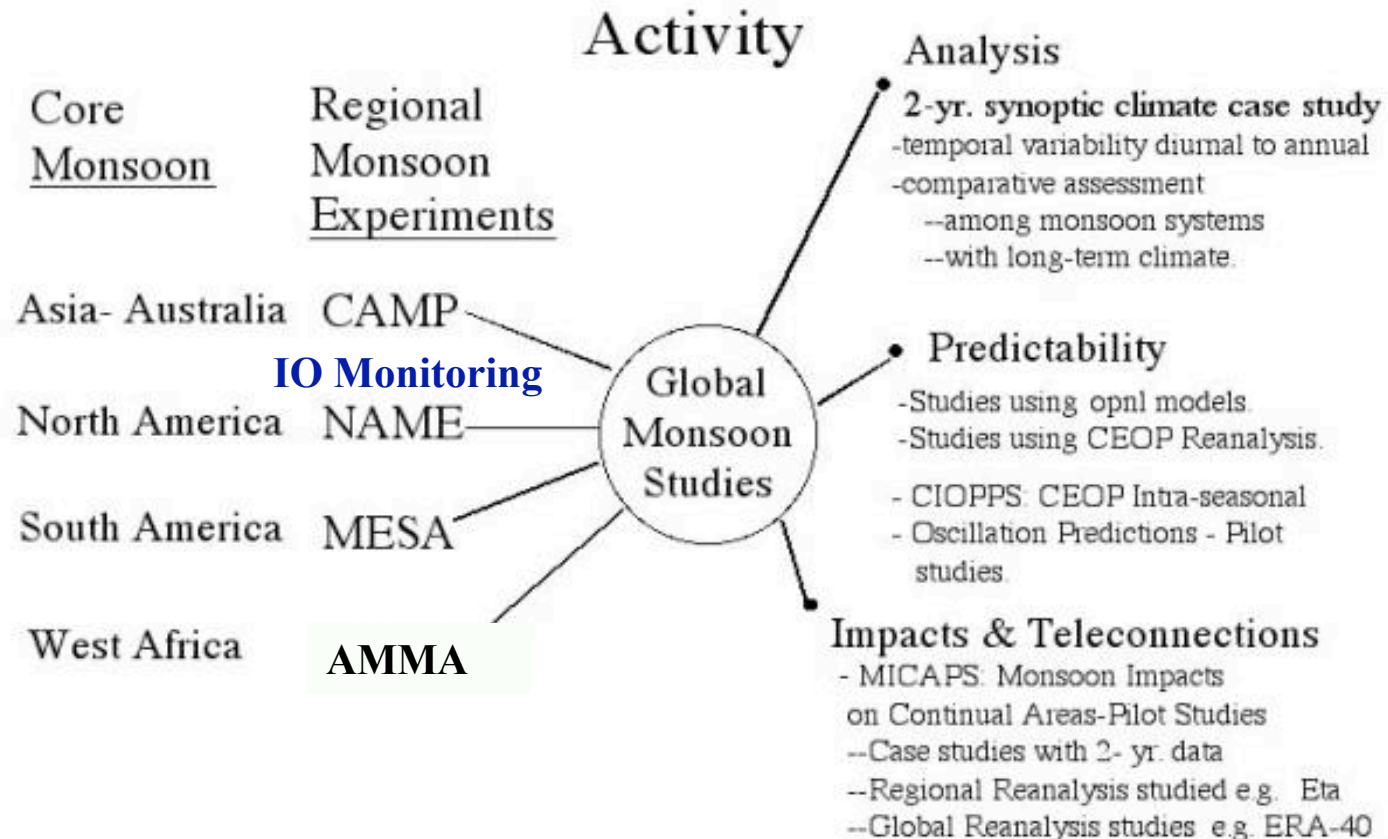 Activity
Core
Monsoon
Regional
Monsoon
Experiments
Asia- Australia CAMP
IO Monitoring
North America NAME
South America MESA
West Africa AMMA
Global
Monsoon
Studies
Analysis
2-yr. synoptic climate case study
-temporal variability diurnal to annual
-comparative assessment
--among monsoon systems
--with long-term climate.
Predictability
-Studies using opnl models.
-Studies using CEOP Reanalysis.
- CIOPPS: CEOP Intra-seasonal
- Oscillation Predictions - Pilot
studies.
Impacts & Teleconnections
- MICAPS: Monsoon Impacts
on Continual Areas-Pilot Studies
--Case studies with 2- yr. data
--Regional Reanalysis studied e.g. Eta
--Global Reanalysis studies e.g. ERA-40